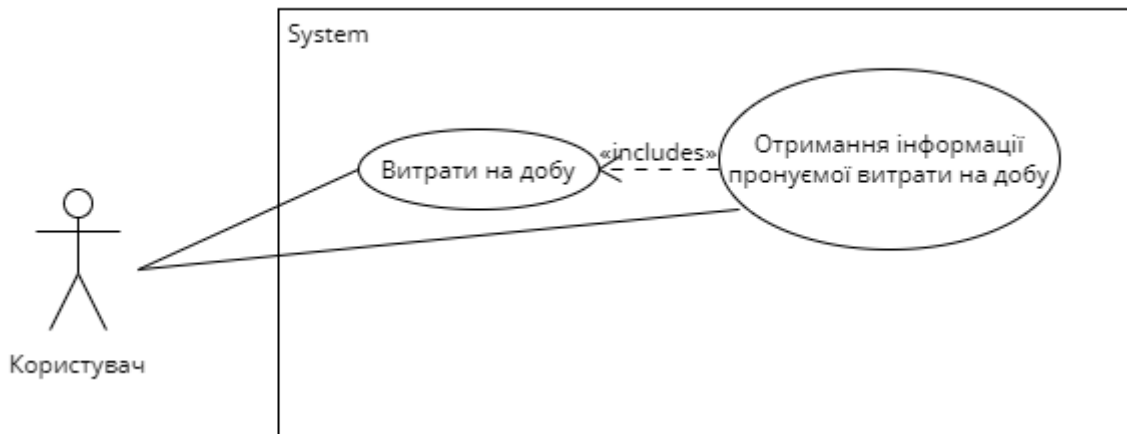 System
Витрати на добу
«includes»
Отримання інформації
пронуємої витрати на добу
Користувач